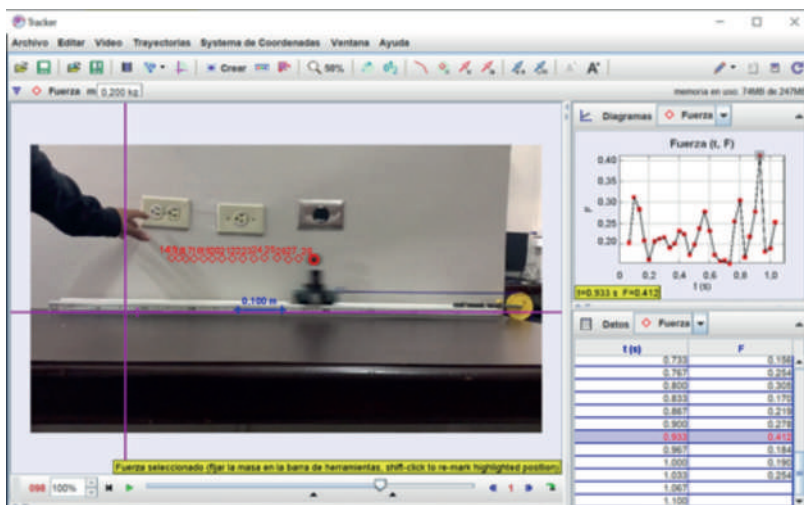 Tracker
Archivo Editar Video Trayectorias Systema de Coordenadas Ventana Ayuda
Crear 50%
Fuerza m 0,200 kg
memoria en uso: 74MB de 247MB
Diagramas Fuerza
Fuerza (t, F)
0,40
0,35
0,30
0,25
0,20
F
0 0,2 0,4 0,6 0,8 1,0
t (s)
t=0.933 s F=0.412
0.100 m
Datos Fuerza
t (s) F
0.733 0.156
0.767 0.254
0.800 0.305
0.833 0.170
0.867 0.219
0.900 0.278
0.933 0.412
0.967 0.184
1.000 0.190
1.033 0.254
1.067
1.100
Fuerza seleccionado (fijar la masa en la barra de herramientas, shift-click to re-mark highlighted position)
098 100% 1